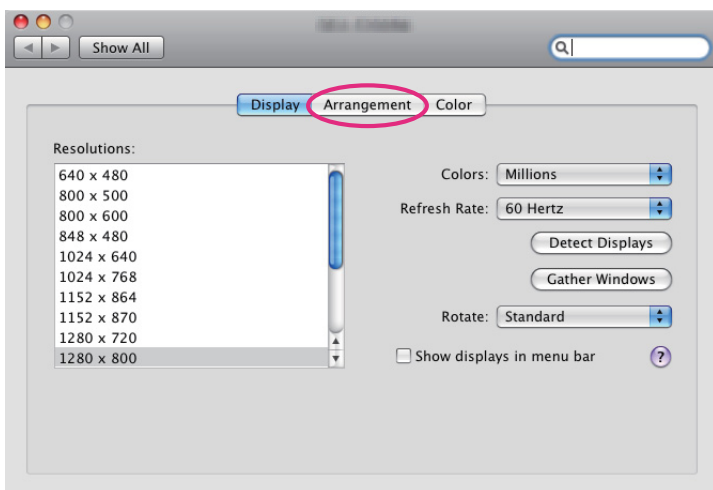 Show All
Display Arrangement Color
Resolutions:
640 x 480
800 x 500
800 x 600
848 x 480
1024 x 640
1024 x 768
1152 x 864
1152 x 870
1280 x 720
1280 x 800
Colors: Millions
Refresh Rate: 60 Hertz
Detect Displays
Gather Windows
Rotate: Standard
Show displays in menu bar ?